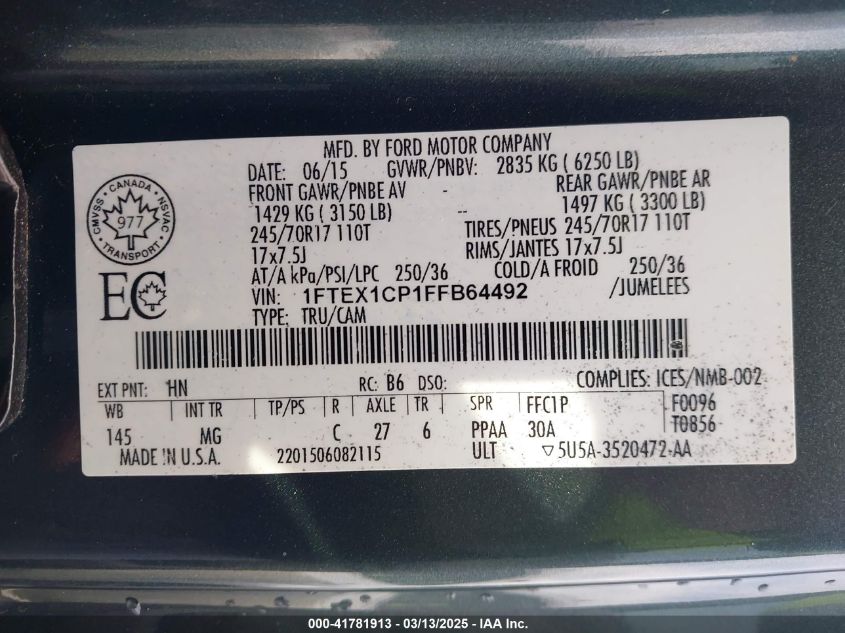 MFD. BY FORD MOTOR COMPANY
DATE: 06/15 GVWR/PNBV: 2835 KG ( 6250 LB)
FRONT GAWR/PNBE AV - REAR GAWR/PNBE AR
1429 KG ( 3150 LB) -- 1497 KG ( 3300 LB)
245/70R17 110T TIRES/PNEUS 245/70R17 110T
17x7.5J RIMS/JANTES 17x7.5J
AT/A kPa/PSI/LPC 250/36 COLD/A FROID 250/36
VIN: 1FTEX1CP1FFB64492 /JUMELEES
TYPE: TRU/CAM
CANADA
CMVSS NSVAC
977
TRANSPORT
EC
EXT PNT: HN RC: B6 DSO: COMPLIES: ICES/NMB-002
WB INT TR TP/PS R AXLE TR SPR FFC1P F0096
145 MG C 27 6 PPAA 30A T0856
MADE IN U.S.A. 2201506082115 ULT ▽5U5A-3520472-AA
000-41781913 - 03/13/2025 - IAA Inc.